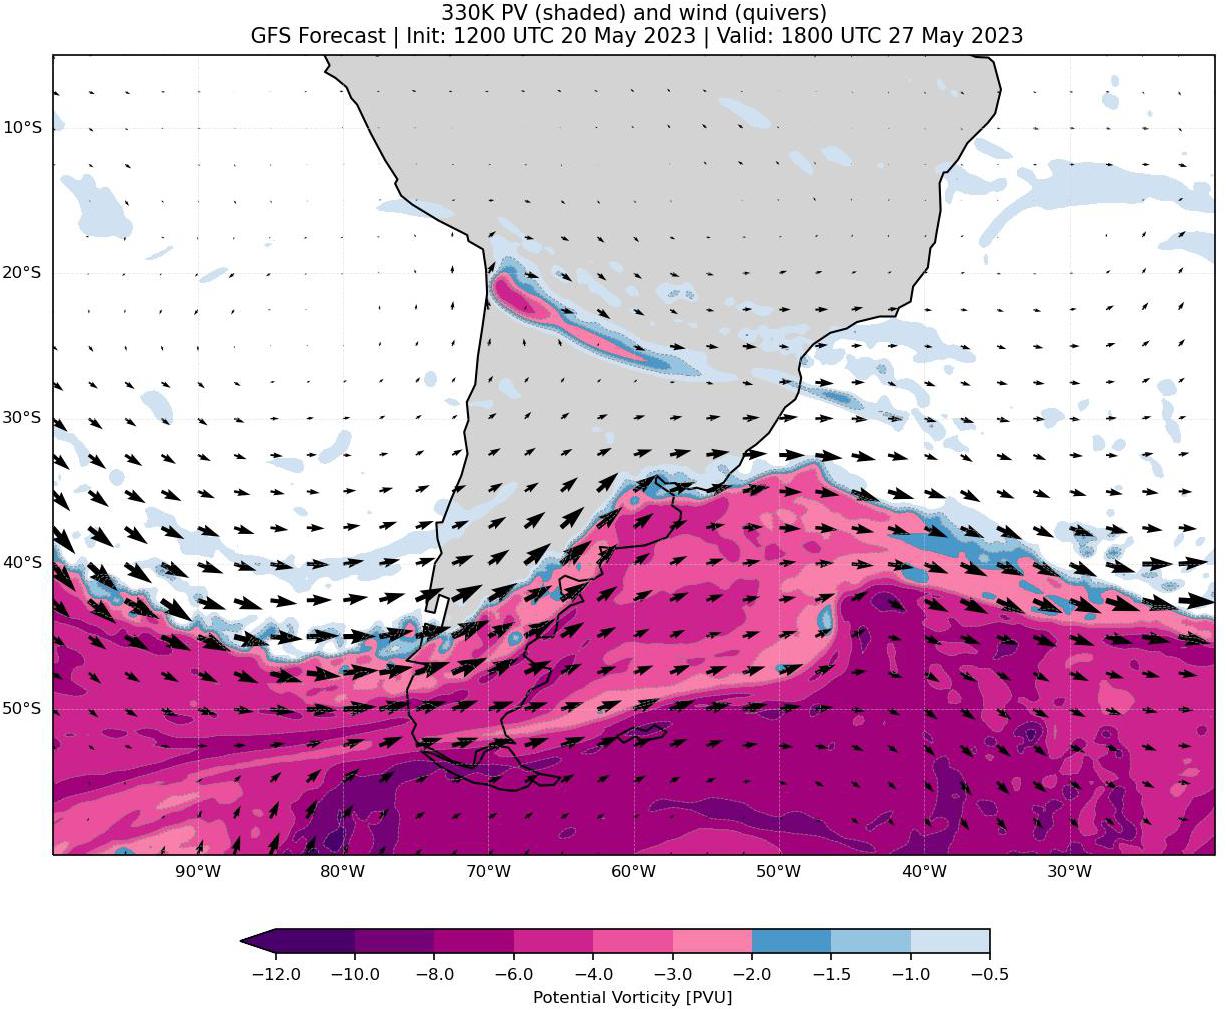 330K PV (shaded) and wind (quivers)
GFS Forecast | Init: 1200 UTC 20 May 2023 | Valid: 1800 UTC 27 May 2023
10°S
20°S
30°S
40°S
50°S
90°W 80°W 70°W 60°W 50°W 40°W 30°W
−12.0 −10.0 −8.0 −6.0 −4.0 −3.0 −2.0 −1.5 −1.0 −0.5
Potential Vorticity [PVU]